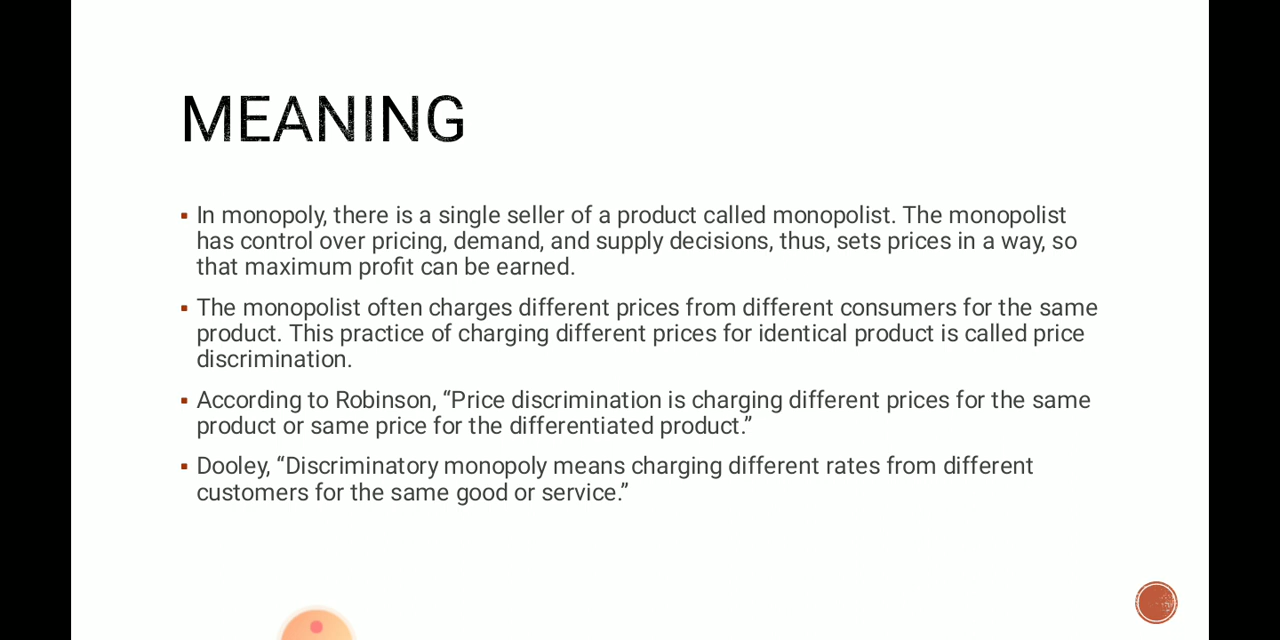 MEANING
▪ In monopoly, there is a single seller of a product called monopolist. The monopolist
has control over pricing, demand, and supply decisions, thus, sets prices in a way, so
that maximum profit can be earned.
▪ The monopolist often charges different prices from different consumers for the same
product. This practice of charging different prices for identical product is called price
discrimination.
▪ According to Robinson, “Price discrimination is charging different prices for the same
product or same price for the differentiated product.”
▪ Dooley, “Discriminatory monopoly means charging different rates from different
customers for the same good or service.”